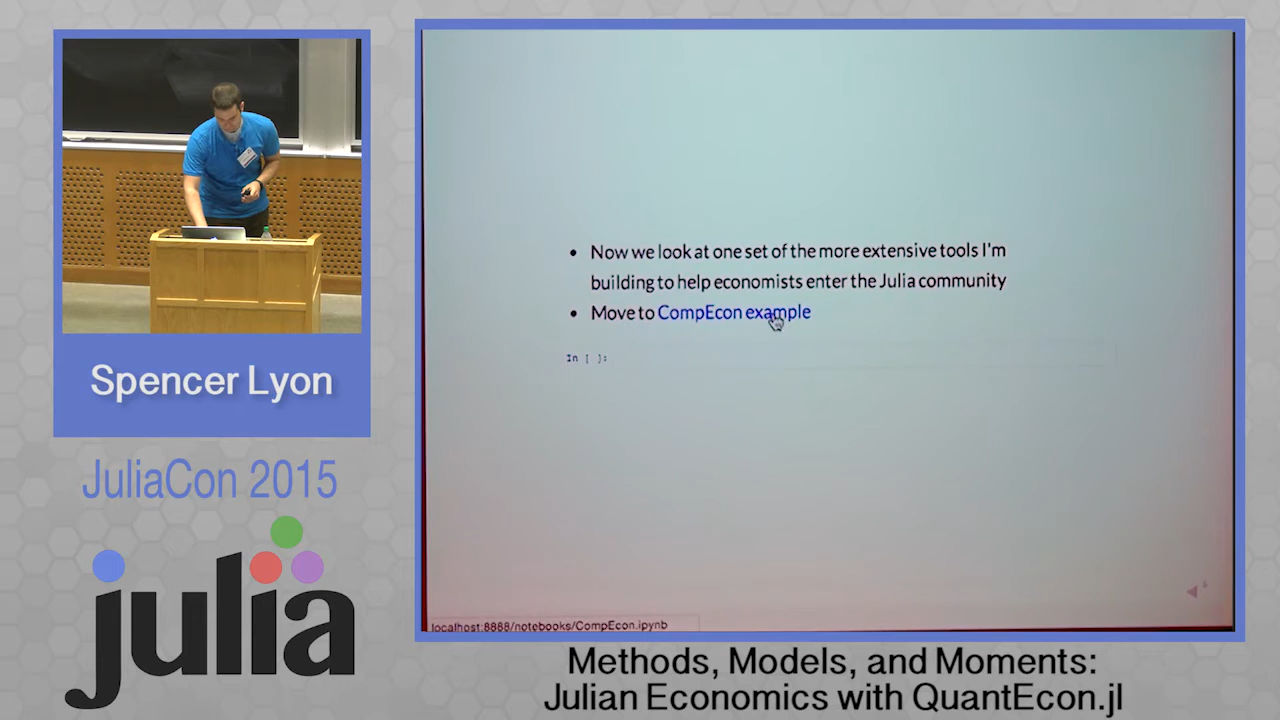 Spencer Lyon
JuliaCon 2015
julia
• Now we look at one set of the more extensive tools I'm
building to help economists enter the Julia community
• Move to CompEcon example
In [ ]:
localhost:8888/notebooks/CompEcon.ipynb
Methods, Models, and Moments:
Julian Economics with QuantEcon.jl